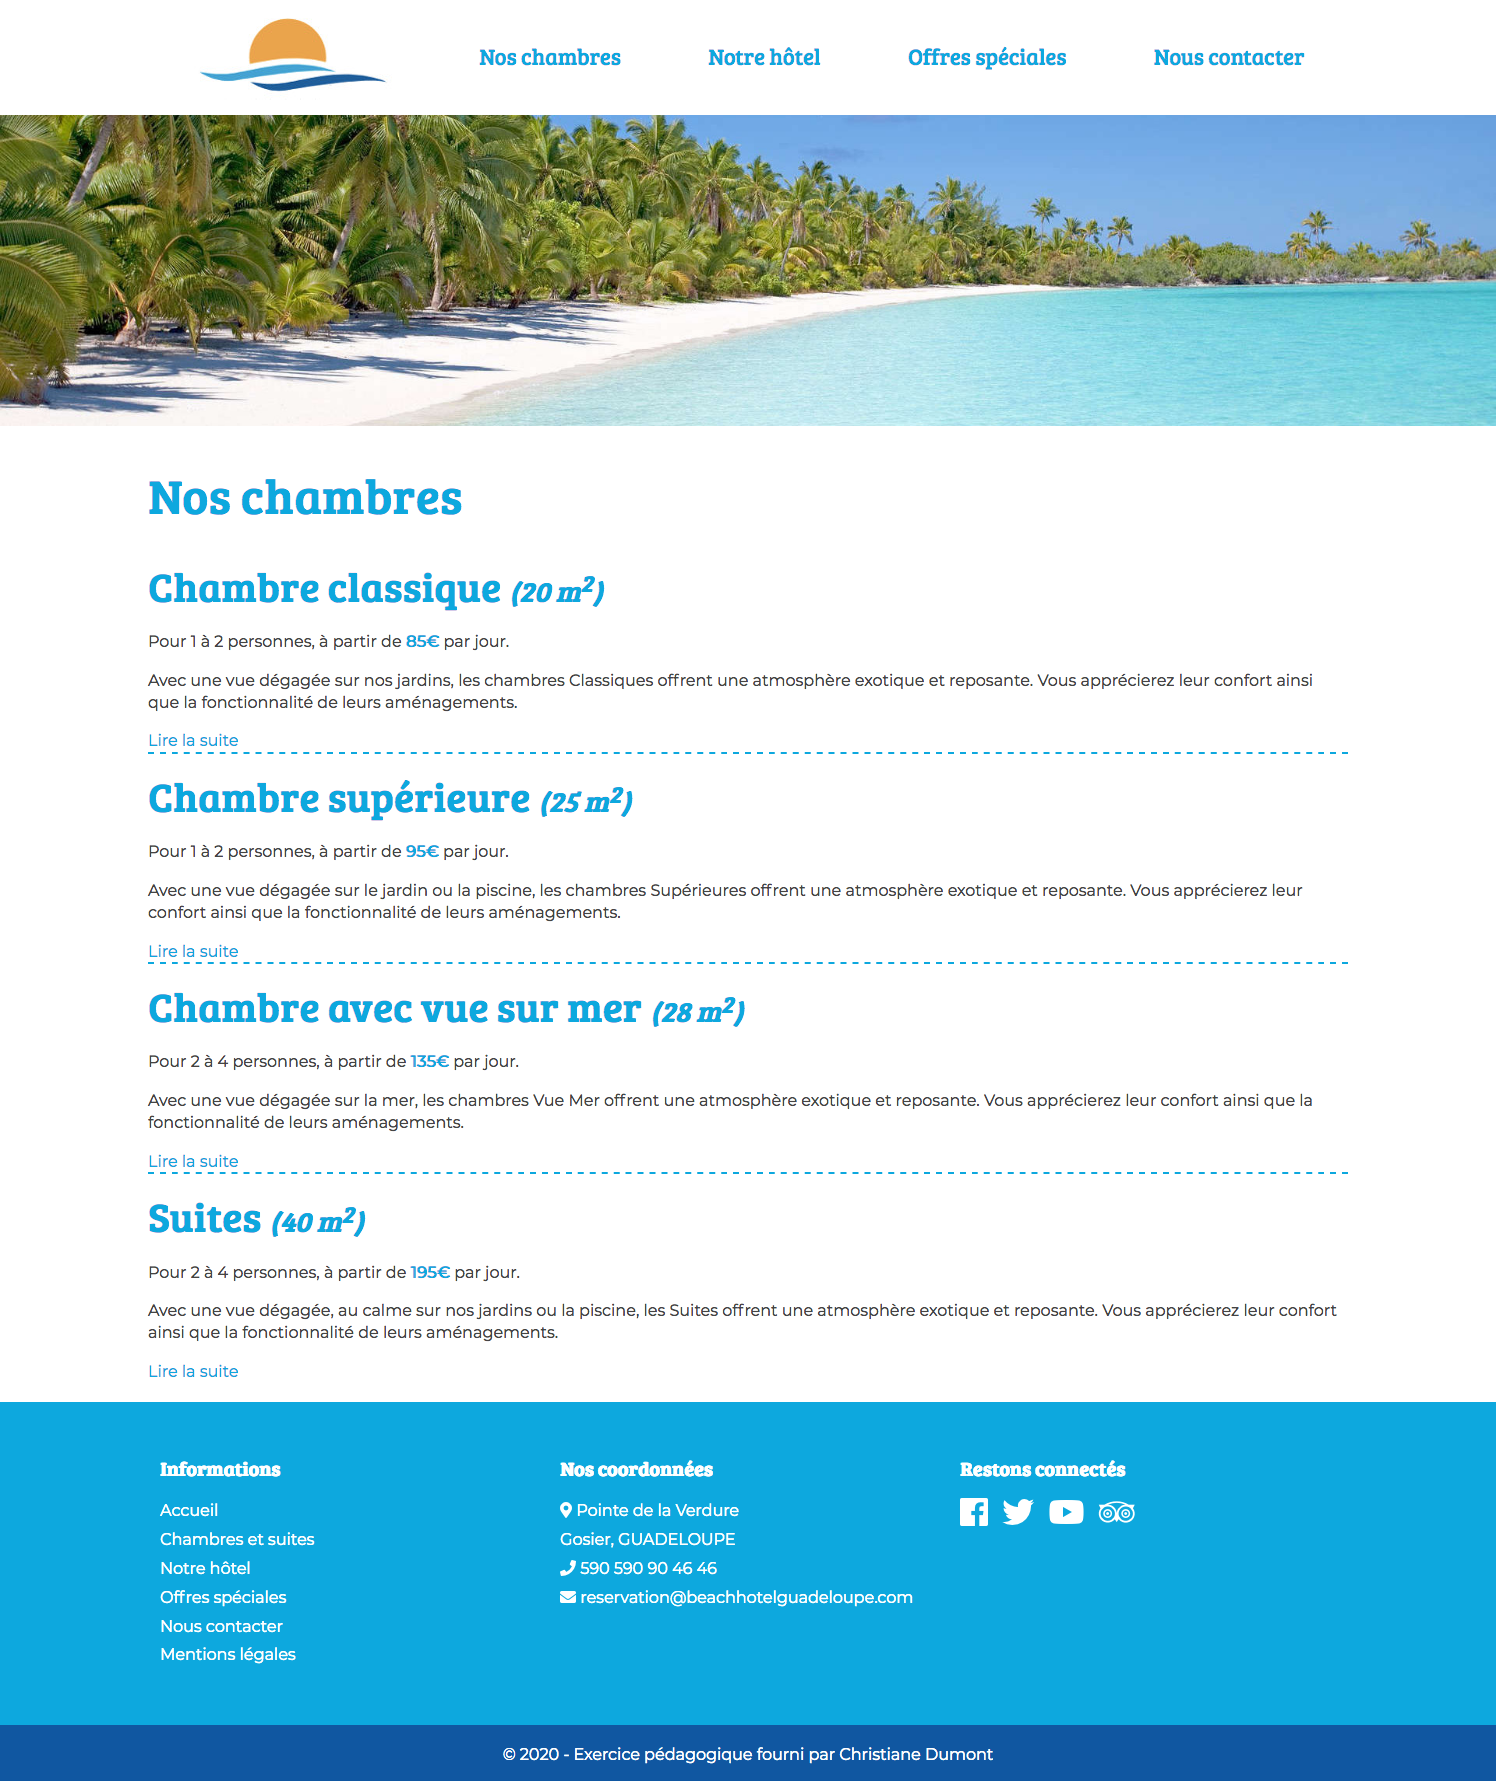 Nos chambres
Notre hôtel
Offres spéciales
Nous contacter
Nos chambres
Chambre classique (20 m²)
Pour 1 à 2 personnes, à partir de 85€ par jour.
Avec une vue dégagée sur nos jardins, les chambres Classiques offrent une atmosphère exotique et reposante. Vous apprécierez leur confort ainsi
que la fonctionnalité de leurs aménagements.
Lire la suite
Chambre supérieure (25 m²)
Pour 1 à 2 personnes, à partir de 95€ par jour.
Avec une vue dégagée sur le jardin ou la piscine, les chambres Supérieures offrent une atmosphère exotique et reposante. Vous apprécierez leur
confort ainsi que la fonctionnalité de leurs aménagements.
Lire la suite
Chambre avec vue sur mer (28 m²)
Pour 2 à 4 personnes, à partir de 135€ par jour.
Avec une vue dégagée sur la mer, les chambres Vue Mer offrent une atmosphère exotique et reposante. Vous apprécierez leur confort ainsi que la
fonctionnalité de leurs aménagements.
Lire la suite
Suites (40 m²)
Pour 2 à 4 personnes, à partir de 195€ par jour.
Avec une vue dégagée, au calme sur nos jardins ou la piscine, les Suites offrent une atmosphère exotique et reposante. Vous apprécierez leur confort
ainsi que la fonctionnalité de leurs aménagements.
Lire la suite
Informations
Accueil
Chambres et suites
Notre hôtel
Offres spéciales
Nous contacter
Mentions légales
Nos coordonnées
Pointe de la Verdure
Gosier, GUADELOUPE
590 590 90 46 46
reservation@beachhotelguadeloupe.com
Restons connectés
© 2020 - Exercice pédagogique fourni par Christiane Dumont